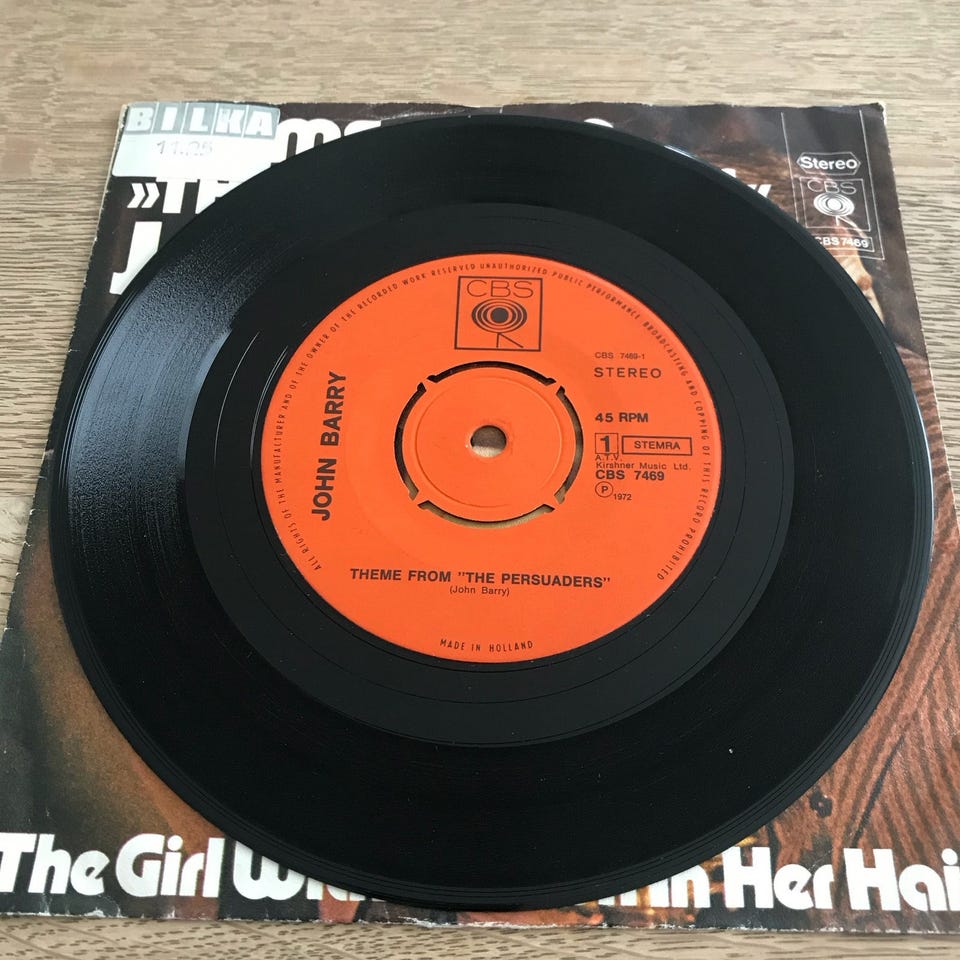 BILKA
11.25
Stereo
CBS
CBS 7469
ALL RIGHTS OF THE MANUFACTURER AND OF THE OWNER OF THE RECORDED WORK RESERVED UNAUTHORIZED PUBLIC PERFORMANCE BROADCASTING AND COPYING OF THIS RECORD PROHIBITED
CBS
CBS 7469-1
STEREO
JOHN BARRY
45 RPM
1 STEMRA
A.T.V.
Kirshner Music Ltd.
CBS 7469
Ⓟ 1972
THEME FROM "THE PERSUADERS"
(John Barry)
MADE IN HOLLAND
The Girl in Her Hai